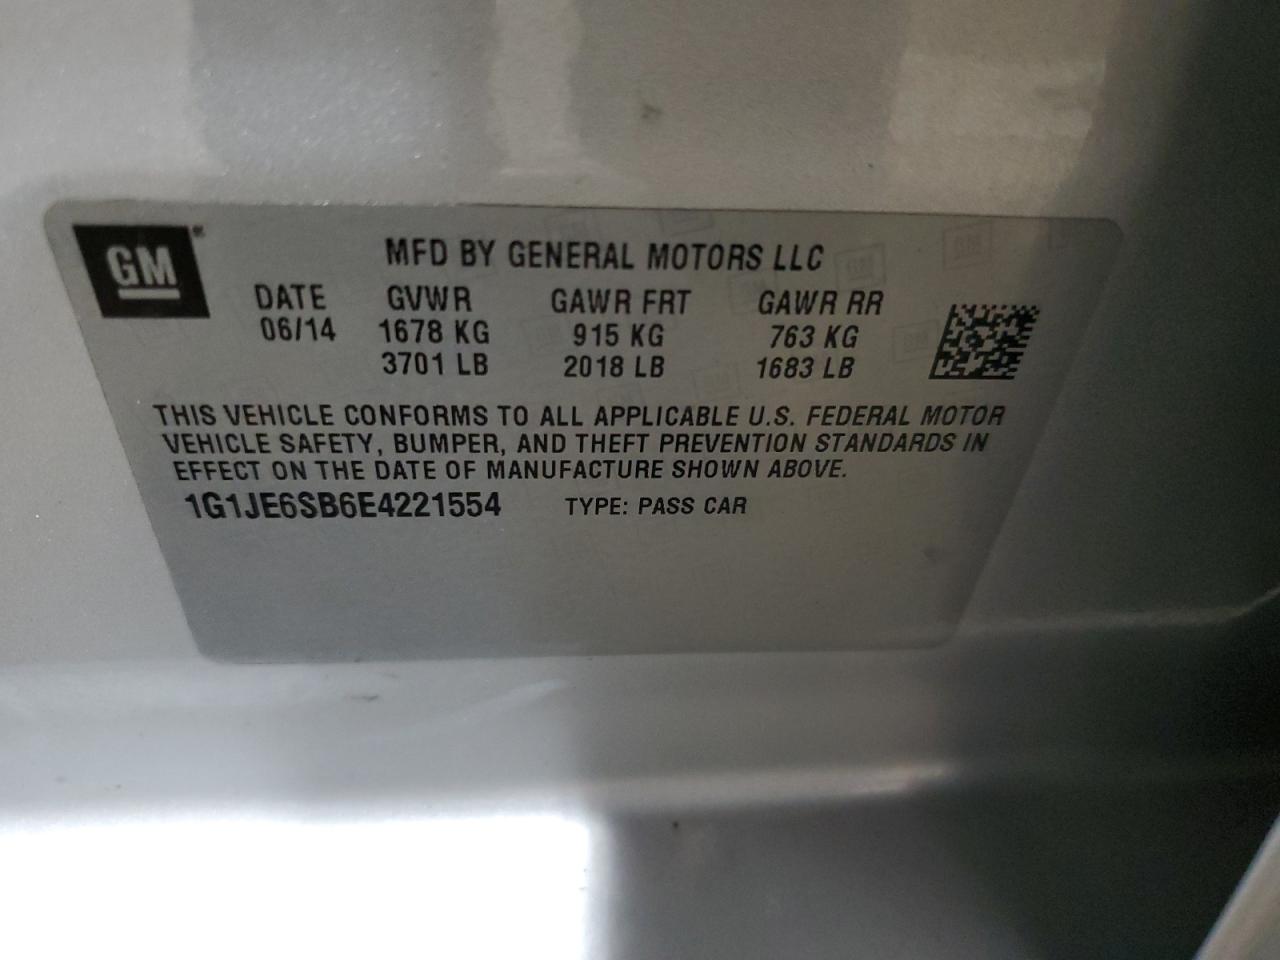 GM
MFD BY GENERAL MOTORS LLC
DATE GVWR GAWR FRT GAWR RR
06/14 1678 KG 915 KG 763 KG
3701 LB 2018 LB 1683 LB
THIS VEHICLE CONFORMS TO ALL APPLICABLE U.S. FEDERAL MOTOR
VEHICLE SAFETY, BUMPER, AND THEFT PREVENTION STANDARDS IN
EFFECT ON THE DATE OF MANUFACTURE SHOWN ABOVE.
1G1JE6SB6E4221554 TYPE: PASS CAR